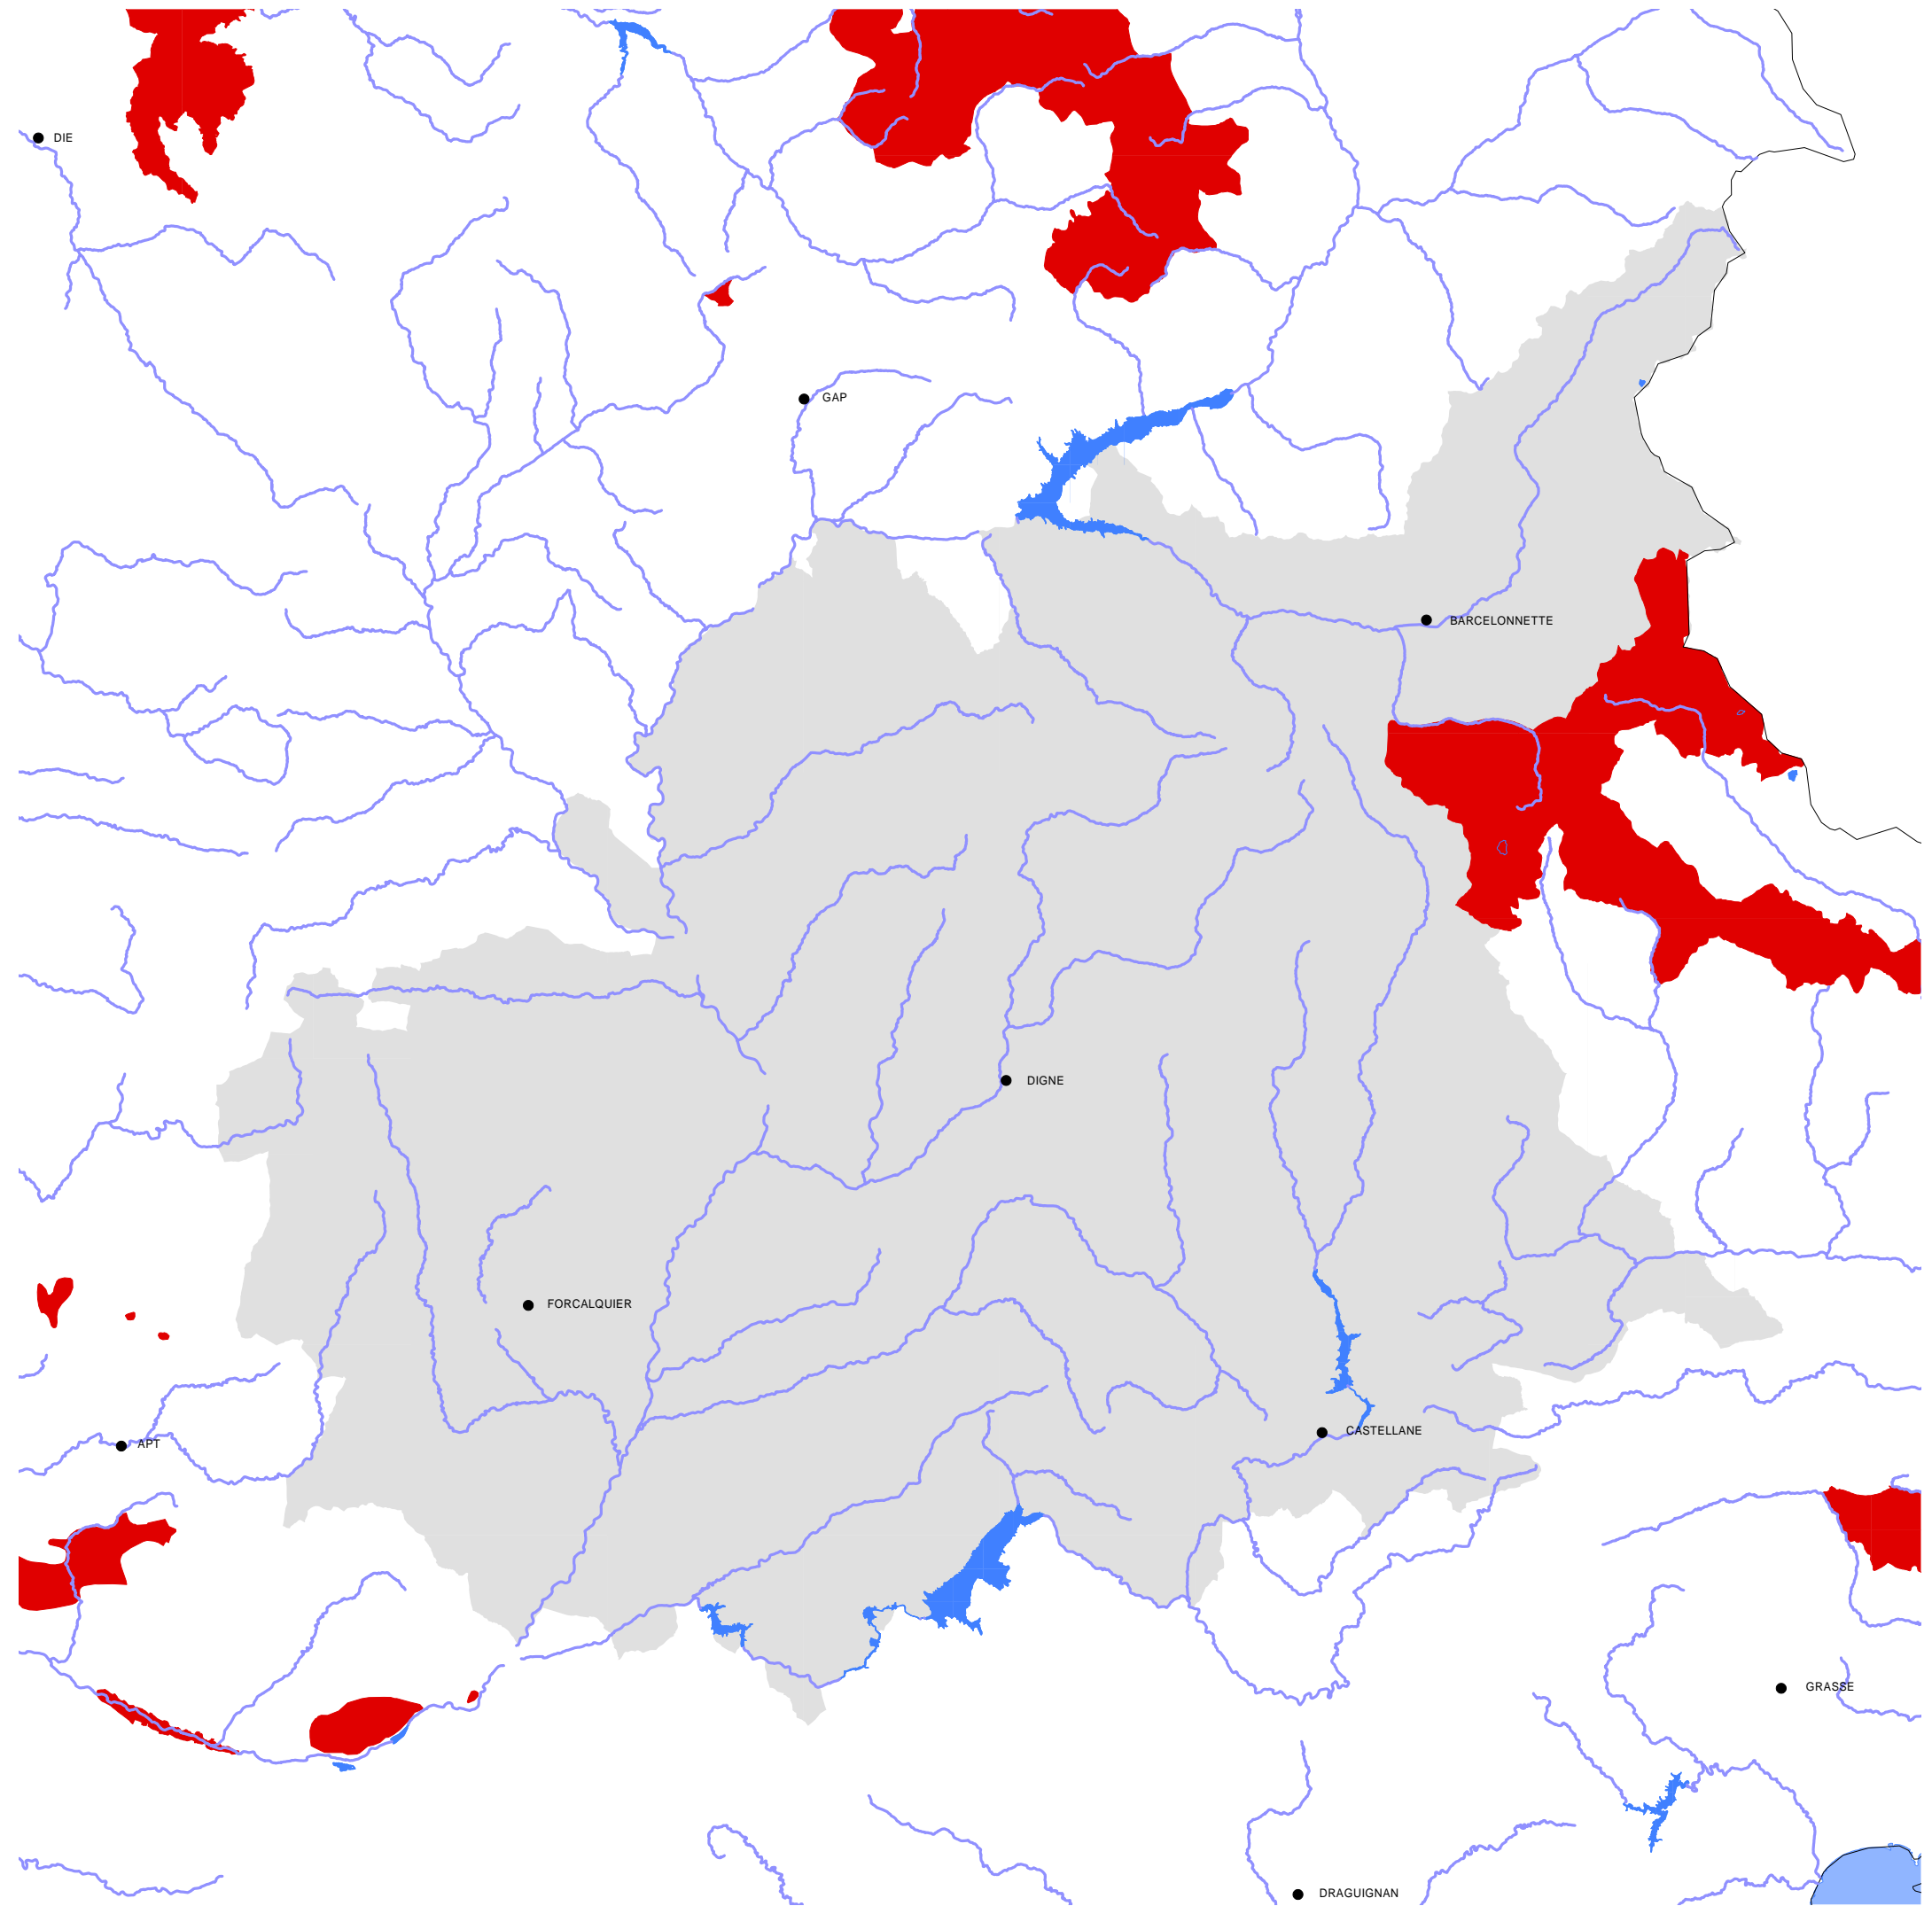 DIE
GAP
BARCELONNETTE
DIGNE
FORCALQUIER
CASTELLANE
APT
GRASSE
DRAGUIGNAN